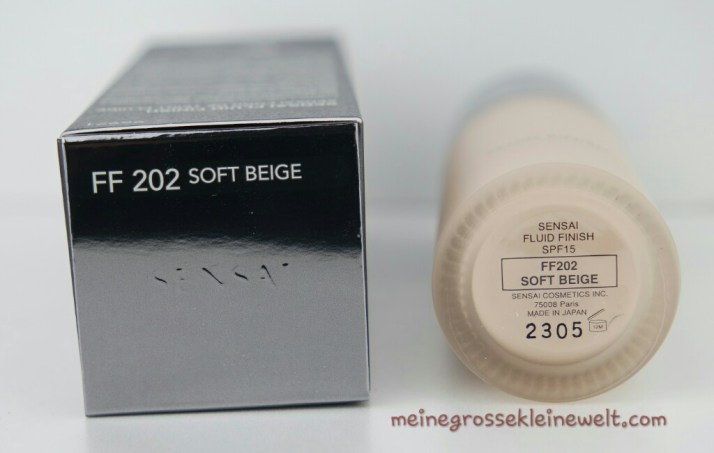 FF 202 SOFT BEIGE
SENSAI
SENSAI
FLUID FINISH
SPF15
FF202
SOFT BEIGE
SENSAI COSMETICS INC.
75008 Paris
MADE IN JAPAN
2305
12M
meinegrossekleinewelt.com